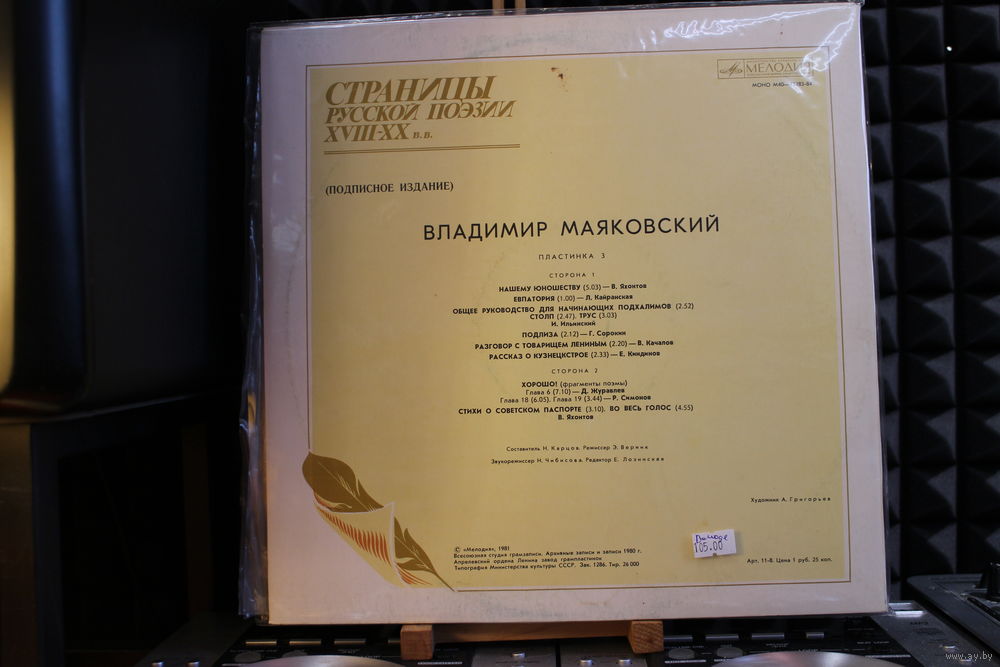 СТРАНИЦЫ
РУССКОЙ ПОЭЗИИ
XVIII-XX В.В.
МЕЛОДИЯ
МОНО
(ПОДПИСНОЕ ИЗДАНИЕ)
ВЛАДИМИР МАЯКОВСКИЙ
ПЛАСТИНКА 3
СТОРОНА 1
НАШЕМУ ЮНОШЕСТВУ (5.03) — В. Яхонтов
ЕВПАТОРИЯ (1.00) — Л. Кайранская
ОБЩЕЕ РУКОВОДСТВО ДЛЯ НАЧИНАЮЩИХ ПОДХАЛИМОВ (2.52)
СТОЛП (2.47). ТРУС (3.03)
И. Ильинский
ПОДЛИЗА (2.12) — Г. Сорокин
РАЗГОВОР С ТОВАРИЩЕМ ЛЕНИНЫМ (2.20) — В. Качалов
РАССКАЗ О КУЗНЕЦКСТРОЕ (2.33) — Е. Киндинов
СТОРОНА 2
ХОРОШО! (фрагменты поэмы)
Глава 6 (7.10) — Д. Журавлев
Глава 18 (6.05). Глава 19 (3.44) — Р. Симонов
СТИХИ О СОВЕТСКОМ ПАСПОРТЕ (3.10). ВО ВЕСЬ ГОЛОС (4.55)
В. Яхонтов
Составитель Н. Карцов. Режиссер Э. Верник
Звукорежиссер Н. Чибисова. Редактор Е. Лозинская
Художник А. Григорьев
105.00
© «Мелодия», 1981
Всесоюзная студия грамзаписи. Архивные записи и записи 1980 г.
Апрелевский ордена Ленина завод грампластинок
Типография Министерства культуры СССР. Зак. 1286. Тир. 26 000
Арт. 11-8. Цена 1 руб. 25 коп.
www.ay.by